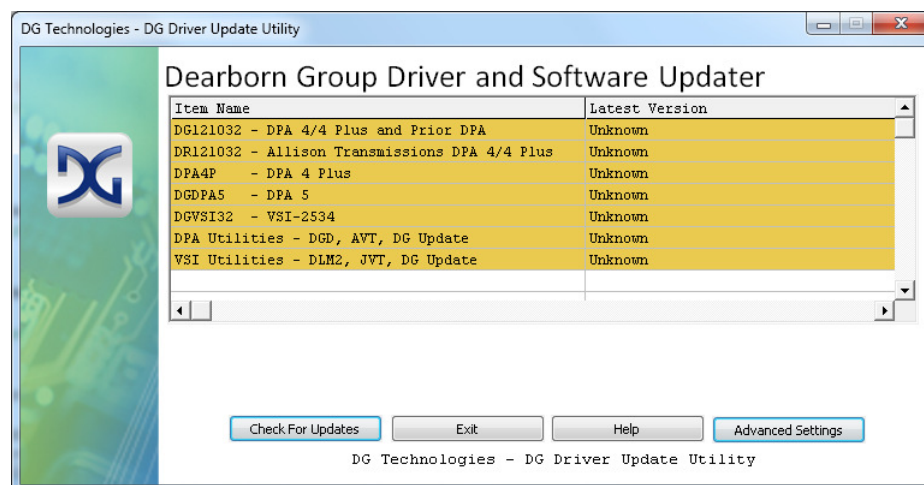 DG Technologies - DG Driver Update Utility
Dearborn Group Driver and Software Updater
Item Name Latest Version
DG121032 - DPA 4/4 Plus and Prior DPA Unknown
DR121032 - Allison Transmissions DPA 4/4 Plus Unknown
DPA4P - DPA 4 Plus Unknown
DGDPA5 - DPA 5 Unknown
DGVSI32 - VSI-2534 Unknown
DPA Utilities - DGD, AVT, DG Update Unknown
VSI Utilities - DLM2, JVT, DG Update Unknown
DG
Check For Updates Exit Help Advanced Settings
DG Technologies - DG Driver Update Utility